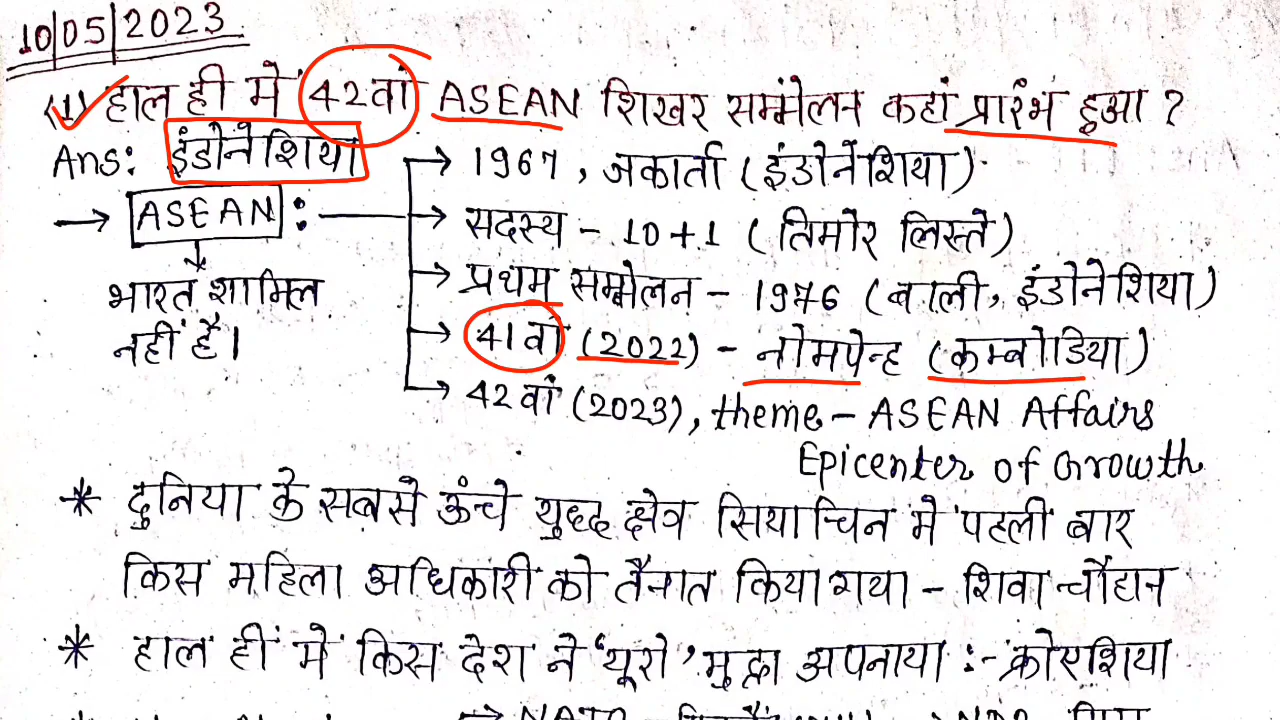 10/05/2023
(1) हाल ही में 42वां ASEAN शिखर सम्मेलन कहां प्रारंभ हुआ ?
Ans: इंडोनेशिया
→ ASEAN : → 1967, जकार्ता (इंडोनेशिया)
→ सदस्य - 10+1 (तिमोर लिस्ते)
→ प्रथम सम्मेलन - 1976 (बाली, इंडोनेशिया)
→ 41वां (2022) - नोमपेन्ह (कम्बोडिया)
→ 42वां (2023), theme - ASEAN Affairs
Epicenter of Growth
भारत शामिल
नहीं है।
* दुनिया के सबसे ऊंचे युध्द क्षेत्र सियाचिन में पहली बार
किस महिला अधिकारी को तैनात किया गया - शिवा चौहान
* हाल हीं में किस देश ने 'यूरो' मुद्रा अपनाया :- क्रोएशिया